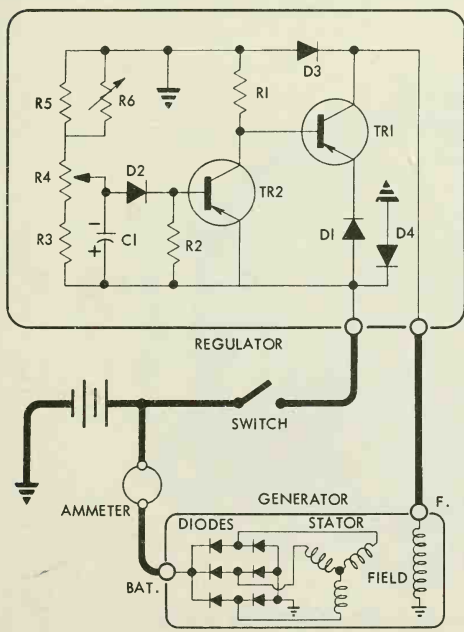 R5
R6
R1
D3
TR1
R4
D2
TR2
R3
C1
R2
D1
D4
- 
+
REGULATOR
SWITCH
AMMETER
GENERATOR
F.
DIODES
STATOR
BAT.
FIELD